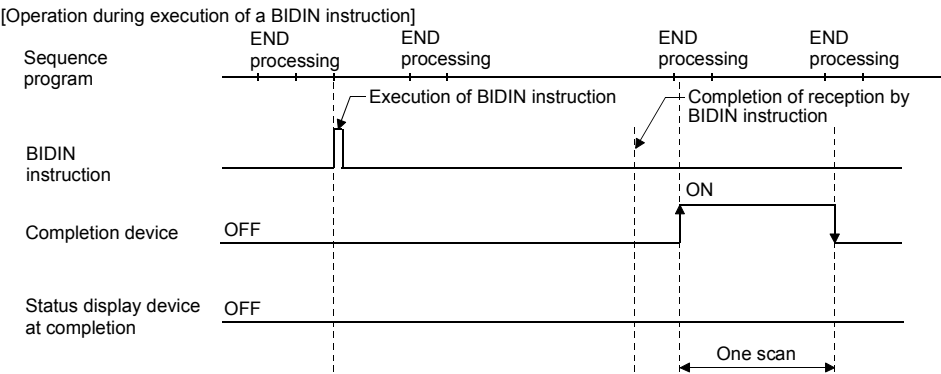 [Operation during execution of a BIDIN instruction]
END processing
END processing
END processing
END processing
Sequence program
Execution of BIDIN instruction
Completion of reception by BIDIN instruction
BIDIN instruction
ON
Completion device
OFF
Status display device at completion
OFF
One scan